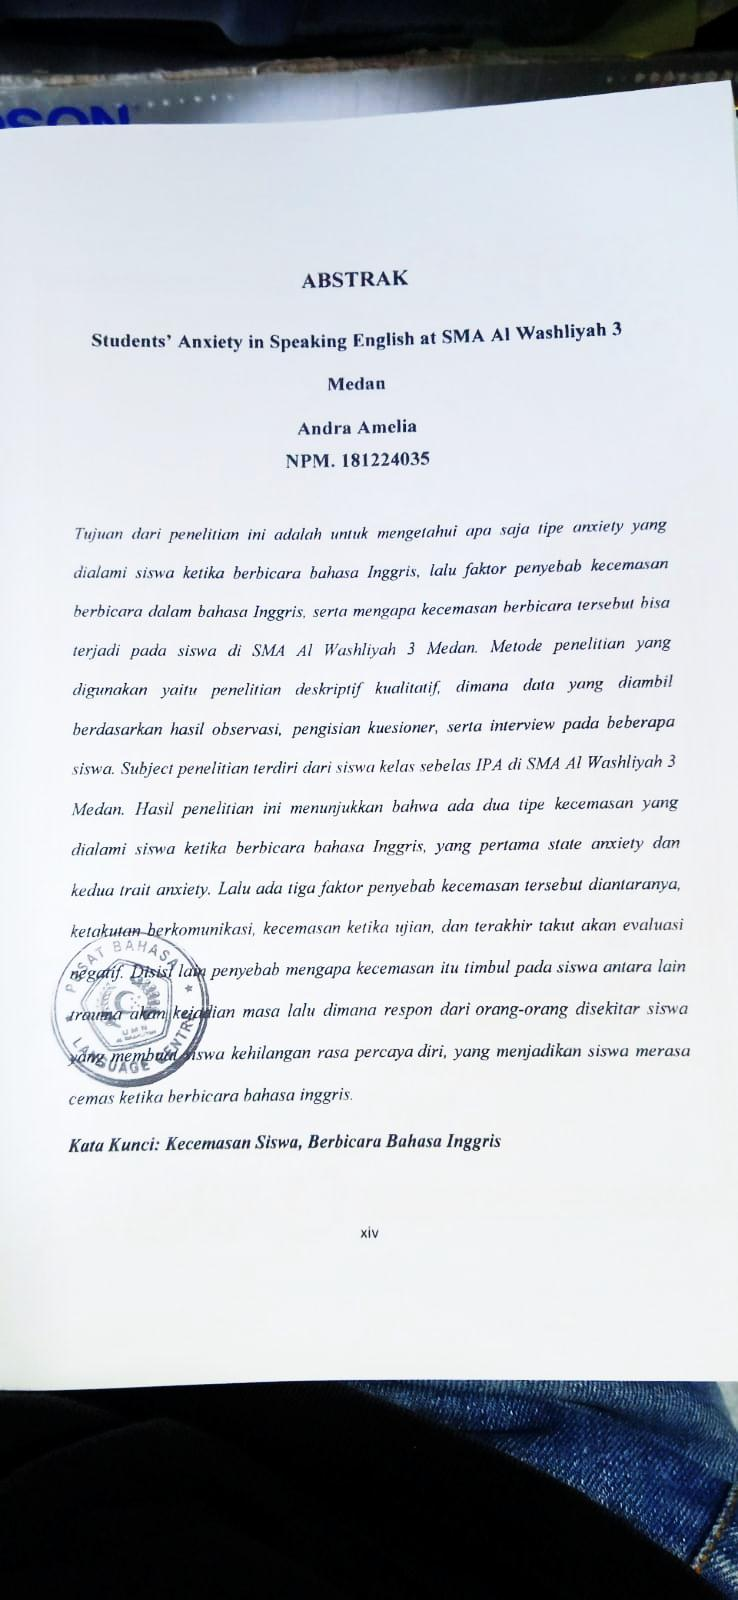 SON
ABSTRAK
Students' Anxiety in Speaking English at SMA Al Washliyah 3
Medan
Andra Amelia
NPM. 181224035
Tujuan dari penelitian ini adalah untuk mengetahui apa saja tipe anxiety yang
dialami siswa ketika berbicara bahasa Inggris, lalu faktor penyebab kecemasan
berbicara dalam bahasa Inggris, serta mengapa kecemasan berbicara tersebut bisa
terjadi pada siswa di SMA Al Washliyah 3 Medan. Metode penelitian yang
digunakan yaitu penelitian deskriptif kualitatif, dimana data yang diambil
berdasarkan hasil observasi, pengisian kuesioner, serta interview pada beberapa
siswa. Subject penelitian terdiri dari siswa kelas sebelas IPA di SMA Al Washliyah 3
Medan. Hasil penelitian ini menunjukkan bahwa ada dua tipe kecemasan yang
dialami siswa ketika berbicara bahasa Inggris, yang pertama state anxiety dan
kedua trait anxiety. Lalu ada tiga faktor penyebab kecemasan tersebut diantaranya,
ketakutan berkomunikasi, kecemasan ketika ujian, dan terakhir takut akan evaluasi
negatif. Disisi lain penyebab mengapa kecemasan itu timbul pada siswa antara lain
trauma akan kejadian masa lalu dimana respon dari orang-orang disekitar siswa
yang membuat siswa kehilangan rasa percaya diri, yang menjadikan siswa merasa
cemas ketika berbicara bahasa inggris.
PUSAT BAHASA
UMN
LANGUAGE CENTRE
Kata Kunci: Kecemasan Siswa, Berbicara Bahasa Inggris
xiv